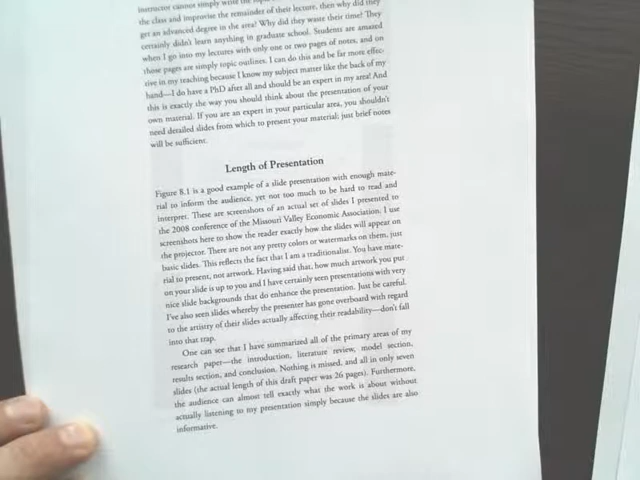 instructor cannot simply write the
the class and improvise the remainder of their lecture, then why did they
get an advanced degree in the area? Why did they waste their time? They
certainly didn't learn anything in graduate school. Students are amazed
when I go into my lectures with only one or two pages of notes, and on
those pages are simply topic outlines. I can do this and be far more effec-
tive in my teaching because I know my subject matter like the back of my
hand—I do have a PhD after all and should be an expert in my area! And
this is exactly the way you should think about the presentation of your
own material. If you are an expert in your particular area, you shouldn't
need detailed slides from which to present your material; just brief notes
will be sufficient.
Length of Presentation
Figure 8.1 is a good example of a slide presentation with enough mate-
rial to inform the audience, yet not too much to be hard to read and
interpret. These are screenshots of an actual set of slides I presented to
the 2008 conference of the Missouri Valley Economic Association. I use
screenshots here to show the reader exactly how the slides will appear on
the projector. There are not any pretty colors or watermarks on them, just
basic slides. This reflects the fact that I am a traditionalist. You have mate-
rial to present, not artwork. Having said that, how much artwork you put
on your slide is up to you and I have certainly seen presentations with very
nice slide backgrounds that do enhance the presentation. Just be careful.
I've also seen slides whereby the presenter has gone overboard with regard
to the artistry of their slides actually affecting their readability—don't fall
into that trap.
One can see that I have summarized all of the primary areas of my
research paper—the introduction, literature review, model section,
results section, and conclusion. Nothing is missed, and all in only seven
slides (the actual length of this draft paper was 26 pages). Furthermore,
the audience can almost tell exactly what the work is about without
actually listening to my presentation simply because the slides are also
informative.